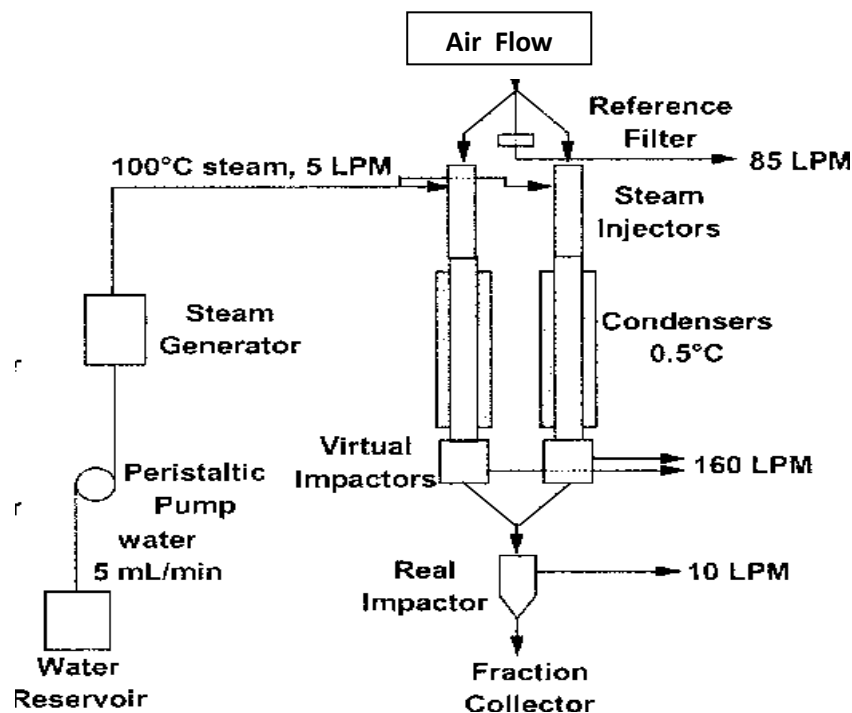 Air Flow
Reference
Filter
100°C steam, 5 LPM
85 LPM
Steam
Injectors
Steam
Generator
Condensers
0.5°C
Virtual
Impactors
160 LPM
Peristaltic
Pump
water
5 mL/min
Real
Impactor
10 LPM
Water
Reservoir
Fraction
Collector